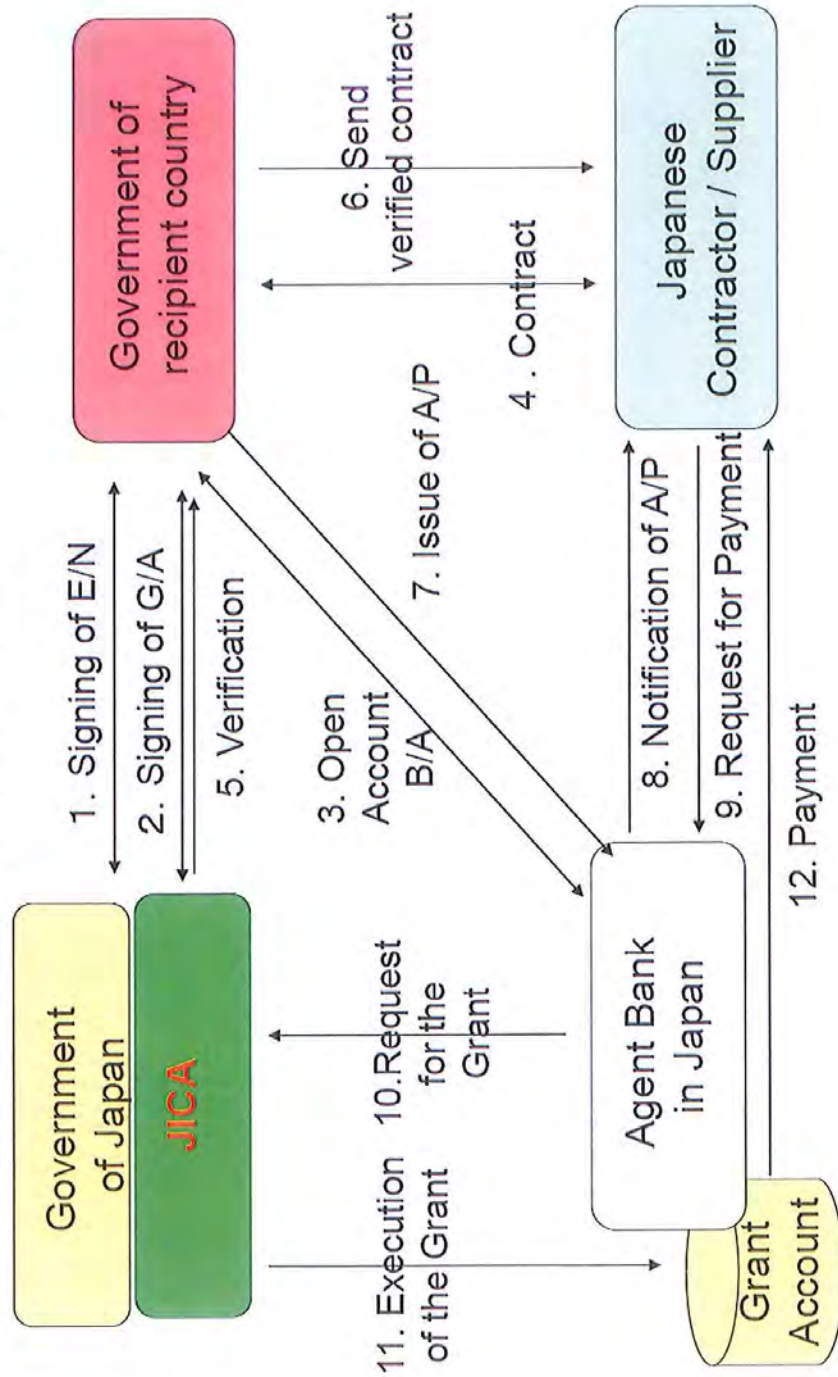 Government
of Japan
JICA
Government of
recipient country
1. Signing of E/N
2. Signing of G/A
5. Verification
3. Open
Account
B/A
7. Issue of A/P
4 . Contract
6. Send
verified contract
11. Execution
of the Grant
10.Request
for the
Grant
Agent Bank
in Japan
Grant
Account
8. Notification of A/P
9. Request for Payment
12. Payment
Japanese
Contractor / Supplier